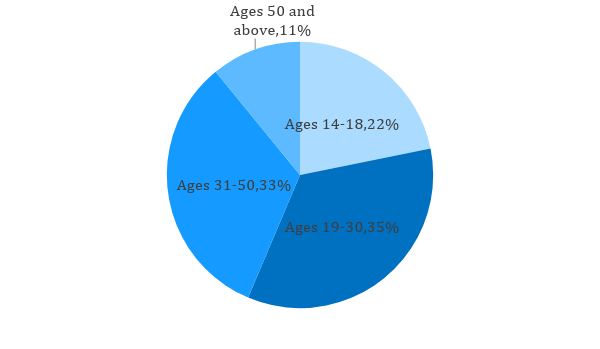 Ages 50 and
above,11%
Ages 14-18,22%
Ages 31-50,33%
Ages 19-30,35%